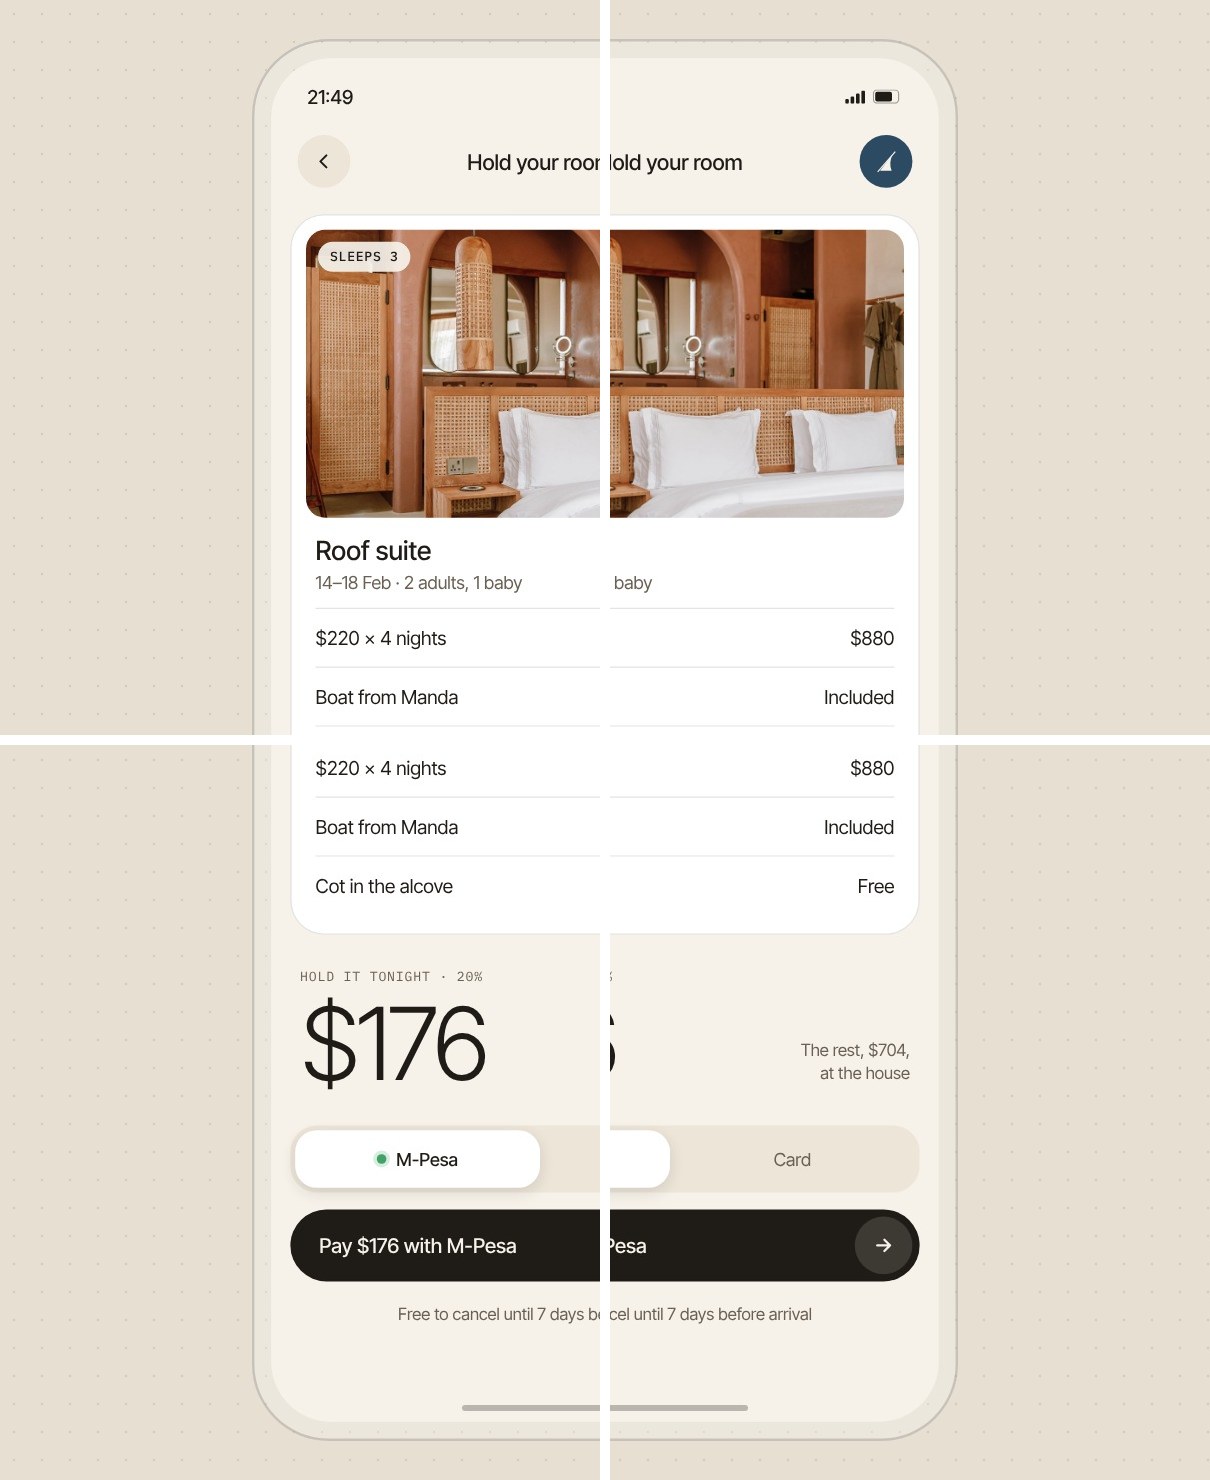 21:49
Hold your your room
SLEEPS 3
Roof suite
14–18 Feb · 2 adults, 1 baby baby
$220 × 4 nights $880
Boat from Manda Included
$220 × 4 nights $880
Boat from Manda Included
Cot in the alcove Free
HOLD IT TONIGHT · 20%
$176
The rest, $704,
at the house
M-Pesa Card
Pay $176 with M-Pesa Pesa
Free to cancel until 7 days until 7 days before arrival